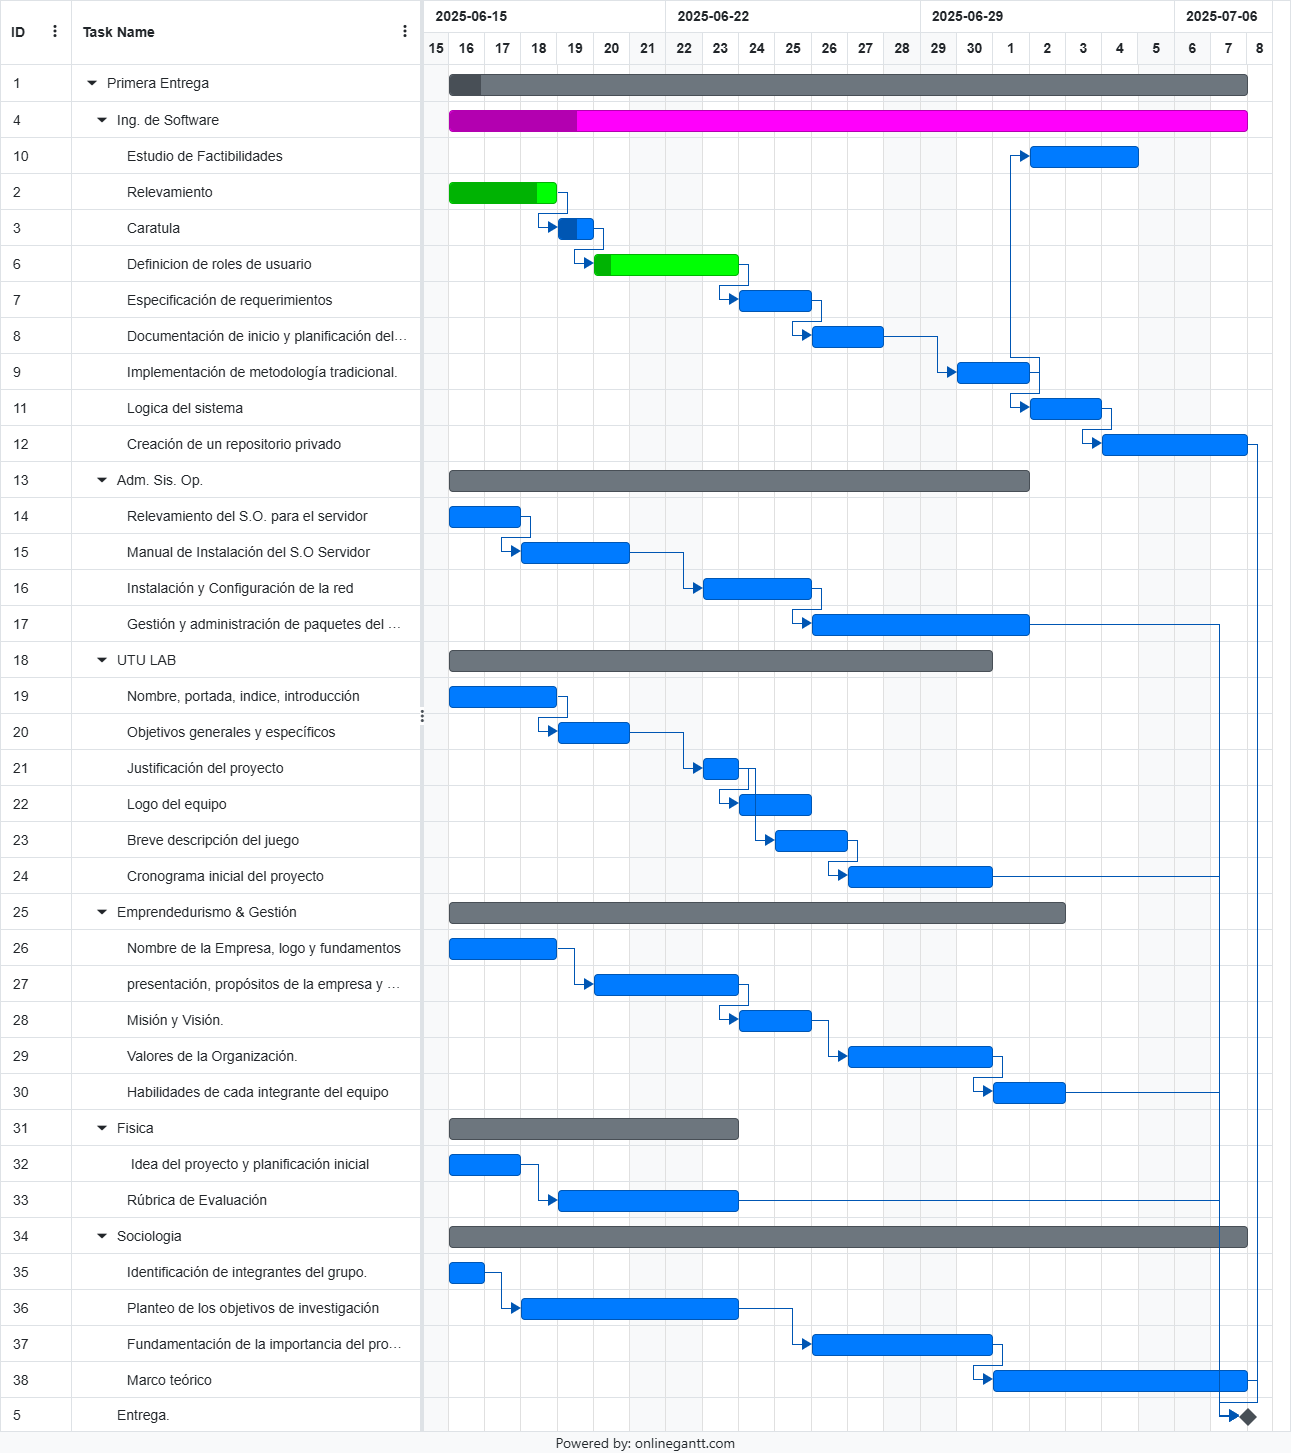 ID Task Name 2025-06-15 2025-06-22 2025-06-29 2025-07-06
15 16 17 18 19 20 21 22 23 24 25 26 27 28 29 30 1 2 3 4 5 6 7 8
1 Primera Entrega
4 Ing. de Software
10 Estudio de Factibilidades
2 Relevamiento
3 Caratula
6 Definicion de roles de usuario
7 Especificación de requerimientos
8 Documentación de inicio y planificación del...
9 Implementación de metodología tradicional.
11 Logica del sistema
12 Creación de un repositorio privado
13 Adm. Sis. Op.
14 Relevamiento del S.O. para el servidor
15 Manual de Instalación del S.O Servidor
16 Instalación y Configuración de la red
17 Gestión y administración de paquetes del ...
18 UTU LAB
19 Nombre, portada, indice, introducción
20 Objetivos generales y específicos
21 Justificación del proyecto
22 Logo del equipo
23 Breve descripción del juego
24 Cronograma inicial del proyecto
25 Emprendedurismo & Gestión
26 Nombre de la Empresa, logo y fundamentos
27 presentación, propósitos de la empresa y ...
28 Misión y Visión.
29 Valores de la Organización.
30 Habilidades de cada integrante del equipo
31 Fisica
32 Idea del proyecto y planificación inicial
33 Rúbrica de Evaluación
34 Sociologia
35 Identificación de integrantes del grupo.
36 Planteo de los objetivos de investigación
37 Fundamentación de la importancia del pro...
38 Marco teórico
5 Entrega.
Powered by: onlinegantt.com